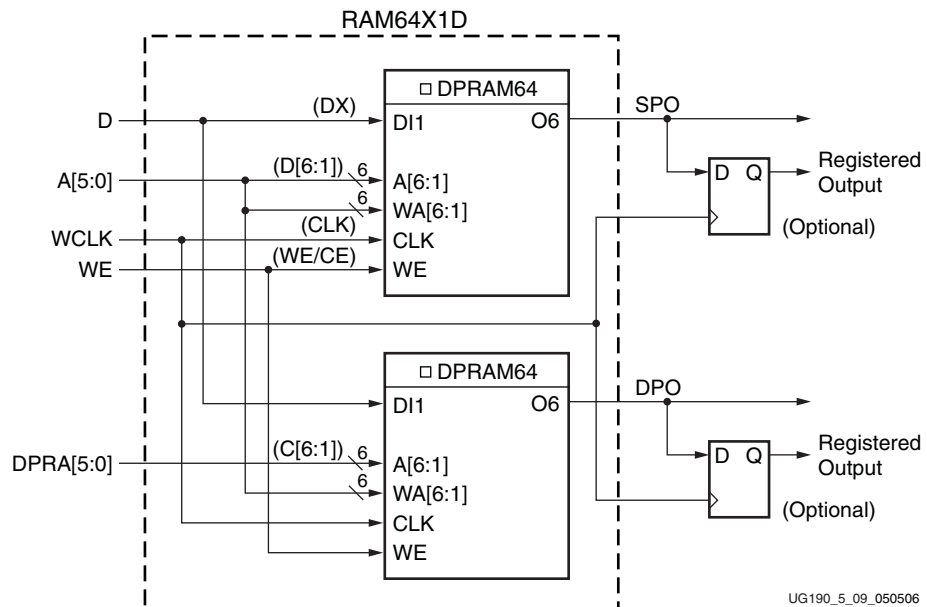 RAM64X1D
DPRAM64
D
(DX)
DI1
O6
SPO
A[5:0]
(D[6:1])
6
A[6:1]
6
WA[6:1]
D Q
Registered
Output
(Optional)
WCLK
(CLK)
CLK
WE
(WE/CE)
WE
DPRAM64
DI1
O6
DPO
DPRA[5:0]
(C[6:1])
6
A[6:1]
6
WA[6:1]
D Q
Registered
Output
(Optional)
CLK
WE
UG190_5_09_050506